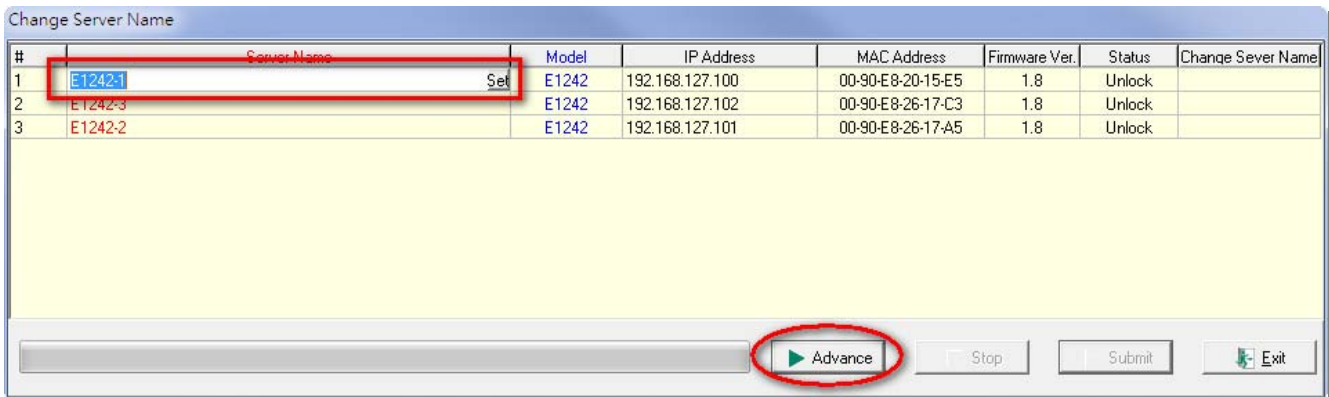 Change Server Name
# Server Name Model IP Address MAC Address Firmware Ver. Status Change Sever Name
1 E1242-1 Set E1242 192.168.127.100 00-90-E8-20-15-E5 1.8 Unlock
2 E1242-3 E1242 192.168.127.102 00-90-E8-26-17-C3 1.8 Unlock
3 E1242-2 E1242 192.168.127.101 00-90-E8-26-17-A5 1.8 Unlock
Advance Stop Submit Exit